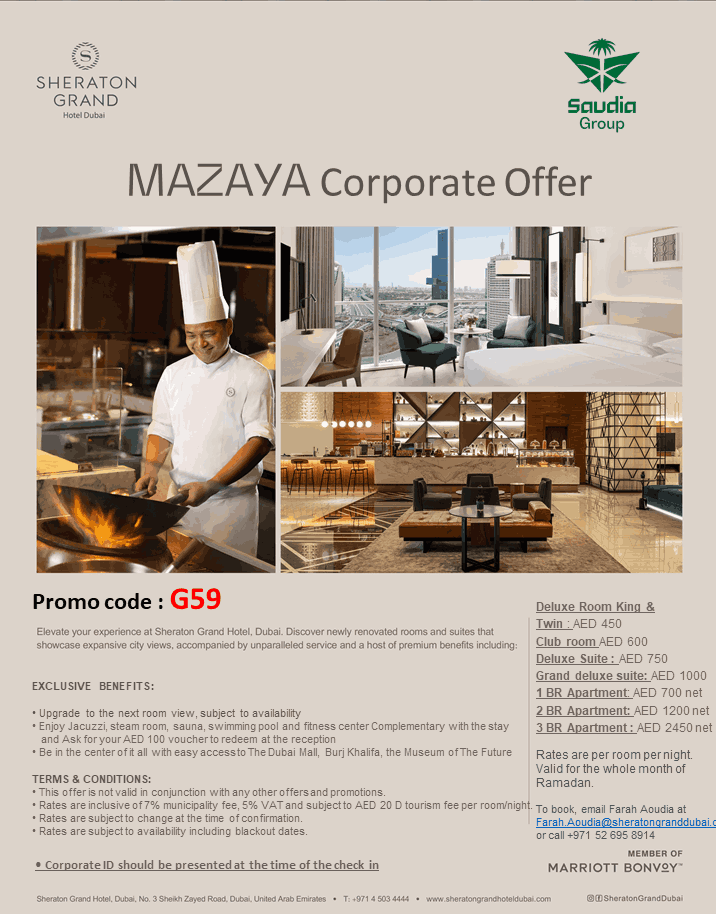 SHERATON
GRAND
Hotel Dubai
Saudia
Group
MAZAYA Corporate Offer
Promo code : G59
Elevate your experience at Sheraton Grand Hotel, Dubai. Discover newly renovated rooms and suites that
showcase expansive city views, accompanied by unparalleled service and a host of premium benefits including:
EXCLUSIVE BENEFITS:
• Upgrade to the next room view, subject to availability
• Enjoy Jacuzzi, steam room, sauna, swimming pool and fitness center Complementary with the stay
and Ask for your AED 100 voucher to redeem at the reception
• Be in the center of it all with easy access to The Dubai Mall, Burj Khalifa, the Museum of The Future
TERMS & CONDITIONS:
• This offer is not valid in conjunction with any other offers and promotions.
• Rates are inclusive of 7% municipality fee, 5% VAT and subject to AED 20 D tourism fee per room/night.
• Rates are subject to change at the time of confirmation.
• Rates are subject to availability including blackout dates.
• Corporate ID should be presented at the time of the check in
Deluxe Room King &
Twin : AED 450
Club room AED 600
Deluxe Suite : AED 750
Grand deluxe suite: AED 1000
1 BR Apartment: AED 700 net
2 BR Apartment: AED 1200 net
3 BR Apartment : AED 2450 net
Rates are per room per night.
Valid for the whole month of
Ramadan.
To book, email Farah Aoudia at
Farah.Aoudia@sheratongranddubai.c
or call +971 52 695 8914
MEMBER OF
MARRIOTT BONVOY™
Sheraton Grand Hotel, Dubai, No. 3 Sheikh Zayed Road, Dubai, United Arab Emirates • T: +971 4 503 4444 • www.sheratongrandhoteldubai.com
SheratonGrandDubai